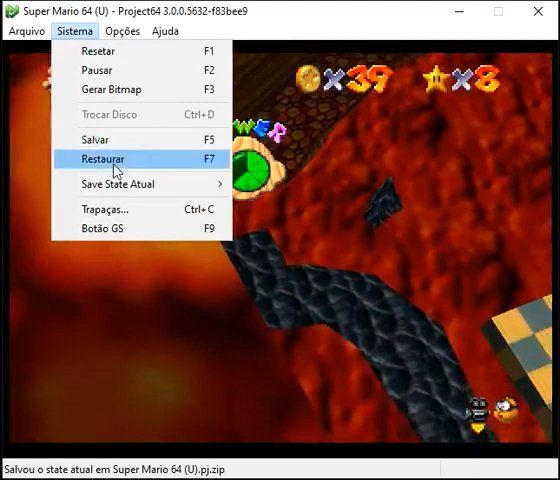 Super Mario 64 (U) - Project64 3.0.0.5632-f83bee9
Arquivo Sistema Opções Ajuda
Resetar F1
Pausar F2
Gerar Bitmap F3
Trocar Disco Ctrl+D
Salvar F5
Restaurar F7
Save State Atual
Trapaças... Ctrl+C
Botão GS F9
×39 ×8
WER
Salvou o state atual em Super Mario 64 (U).pj.zip